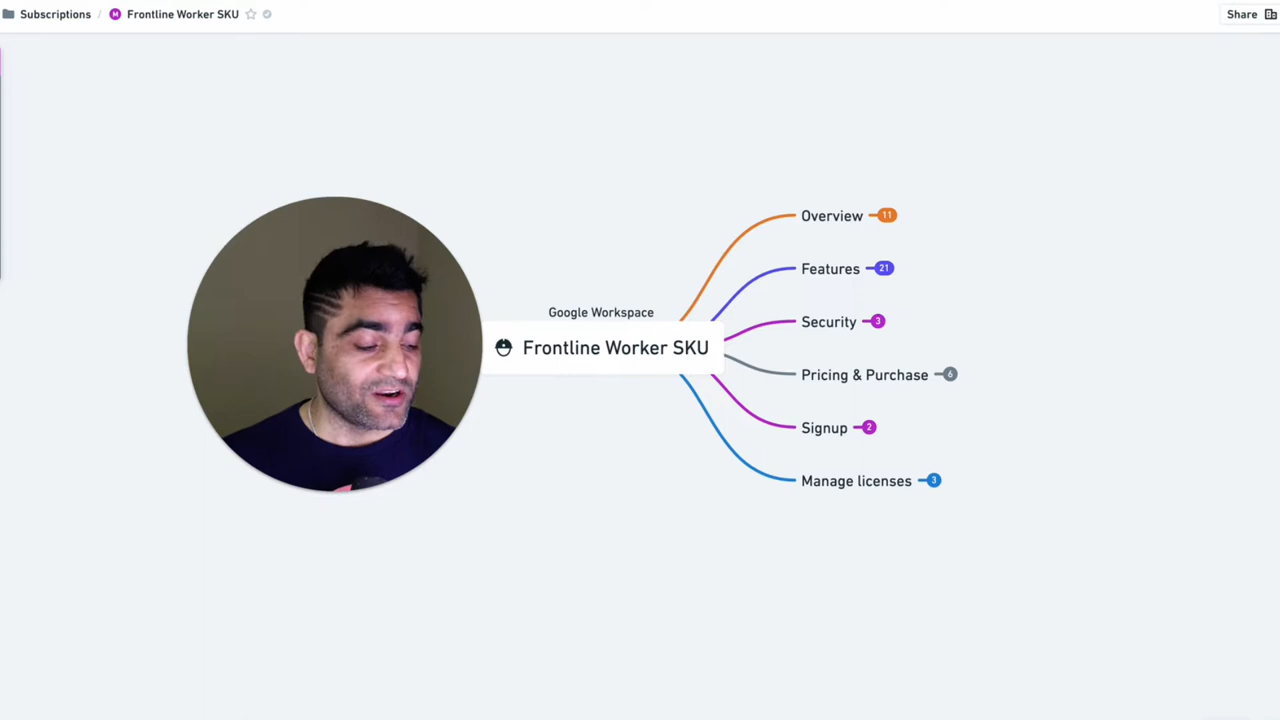 Subscriptions / M Frontline Worker SKU
Share
Overview 11
Features 21
Google Workspace
Security 3
Frontline Worker SKU
Pricing & Purchase 6
Signup 2
Manage licenses 3